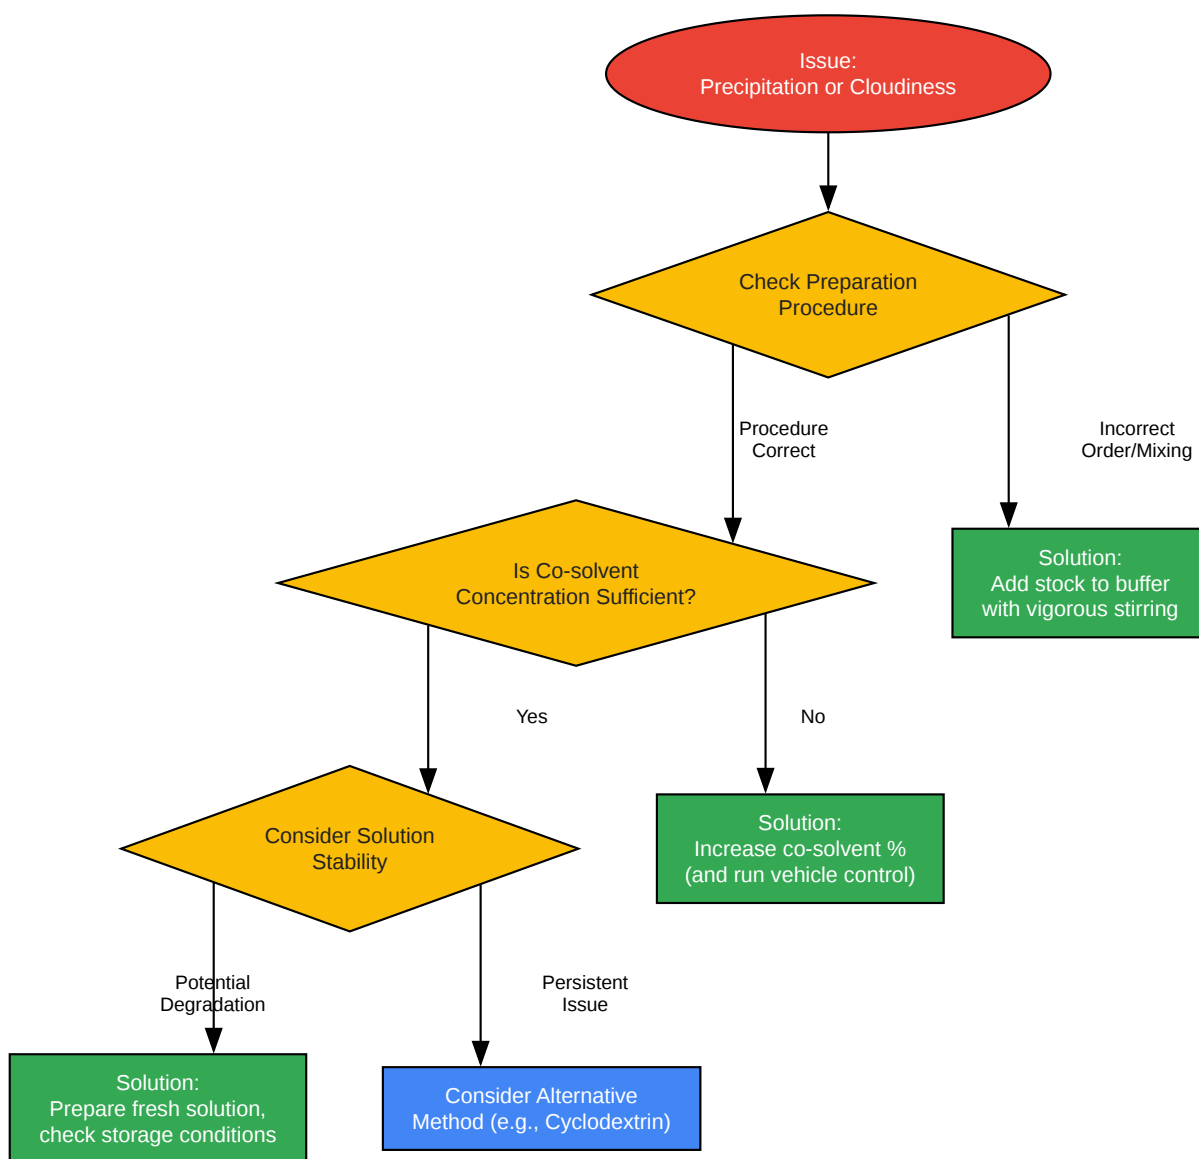 Issue:
Precipitation or Cloudiness
Check Preparation
Procedure
Procedure
Correct
Incorrect
Order/Mixing
Is Co-solvent
Concentration Sufficient?
Solution:
Add stock to buffer
with vigorous stirring
Yes
No
Consider Solution
Stability
Solution:
Increase co-solvent %
(and run vehicle control)
Potential
Degradation
Persistent
Issue
Solution:
Prepare fresh solution,
check storage conditions
Consider Alternative
Method (e.g., Cyclodextrin)